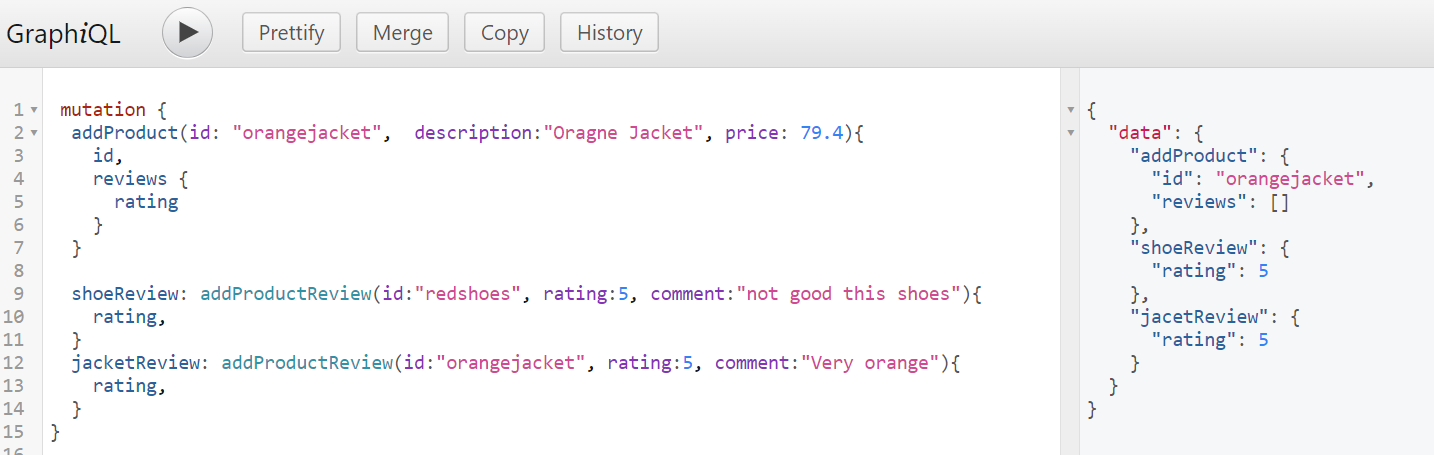 GraphiQL Prettify Merge Copy History
1 mutation {
2 addProduct(id: "orangejacket", description:"Oragne Jacket", price: 79.4){
3 id,
4 reviews {
5 rating
6 }
7 }
8
9 shoeReview: addProductReview(id:"redshoes", rating:5, comment:"not good this shoes"){
10 rating,
11 }
12 jacketReview: addProductReview(id:"orangejacket", rating:5, comment:"Very orange"){
13 rating,
14 }
15 }
16
{
"data": {
"addProduct": {
"id": "orangejacket",
"reviews": []
},
"shoeReview": {
"rating": 5
},
"jacetReview": {
"rating": 5
}
}
}